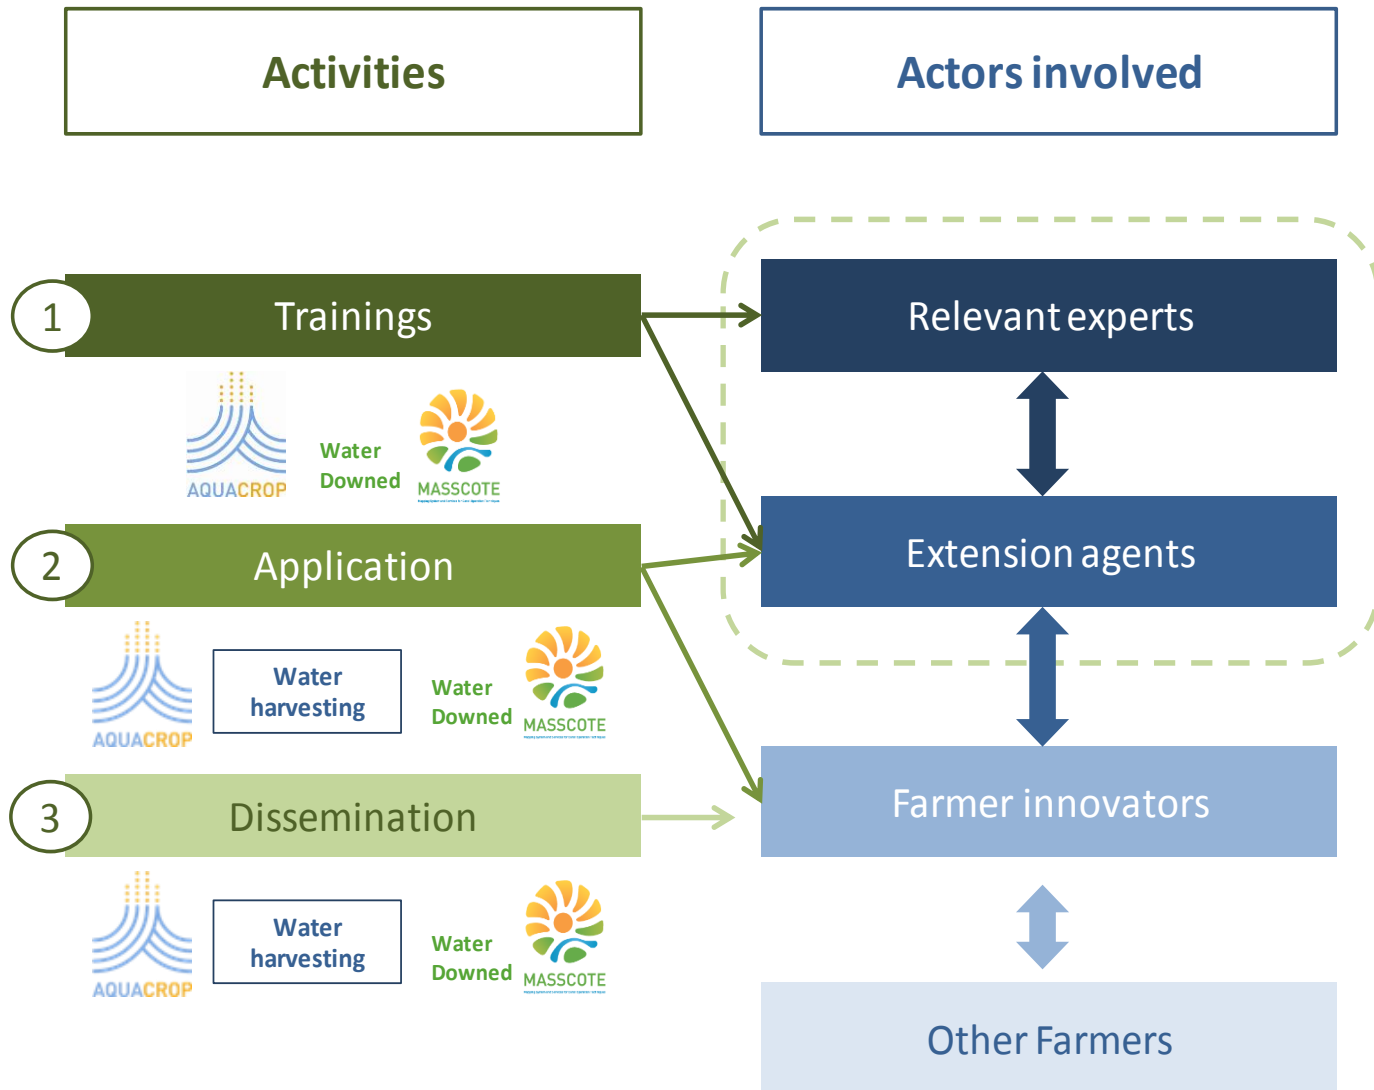 Activities
Actors involved
1
Trainings
Relevant experts
AQUACROP
Water
Downed
MASSCOTE
2
Application
Extension agents
AQUACROP
Water
harvesting
Water
Downed
MASSCOTE
3
Dissemination
Farmer innovators
AQUACROP
Water
harvesting
Water
Downed
MASSCOTE
Other Farmers